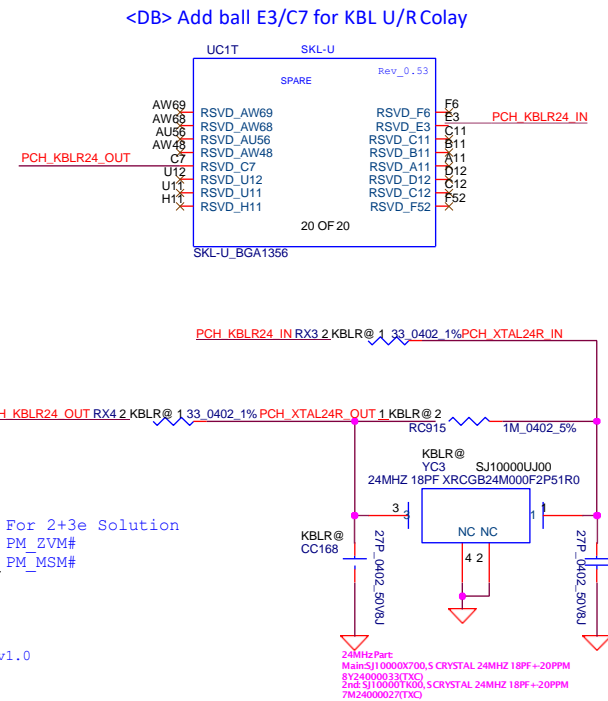 <DB> Add ball E3/C7 for KBL U/R Colay
UC1T SKL-U
SPARE Rev_0.53
AW69 RSVD_AW69 RSVD_F6 F6
AW68 RSVD_AW68 RSVD_E3 E3 PCH_KBLR24_IN
AU56 RSVD_AU56 RSVD_C11 C11
AW48 RSVD_AW48 RSVD_B11 B11
PCH_KBLR24_OUT C7 RSVD_C7 RSVD_A11 A11
U12 RSVD_U12 RSVD_D12 D12
U11 RSVD_U11 RSVD_C12 C12
H11 RSVD_H11 RSVD_F52 F52
20 OF 20
SKL-U_BGA1356
PCH_KBLR24_IN RX3 2 KBLR@ 1 33_0402_1% PCH_XTAL24R_IN
H_KBLR24_OUT RX4 2 KBLR@ 1 33_0402_1% PCH_XTAL24R_OUT 1 KBLR@ 2
RC915 1M_0402_5%
KBLR@
YC3 SJ10000UJ00
24MHZ 18PF XRCGB24M000F2P51R0
3 3 1 1
NC NC
4 2
KBLR@
CC168
27P_0402_50V8J
27P_0402_50V8J
For 2+3e Solution
PM_ZVM#
PM_MSM#
v1.0
24MHz Part:
Main:SJ10000X700,S CRYSTAL 24MHZ 18PF+-20PPM
8Y24000033(TXC)
2nd: SJ10000TK00, S CRYSTAL 24MHZ 18PF+-20PPM
7M24000027(TXC)